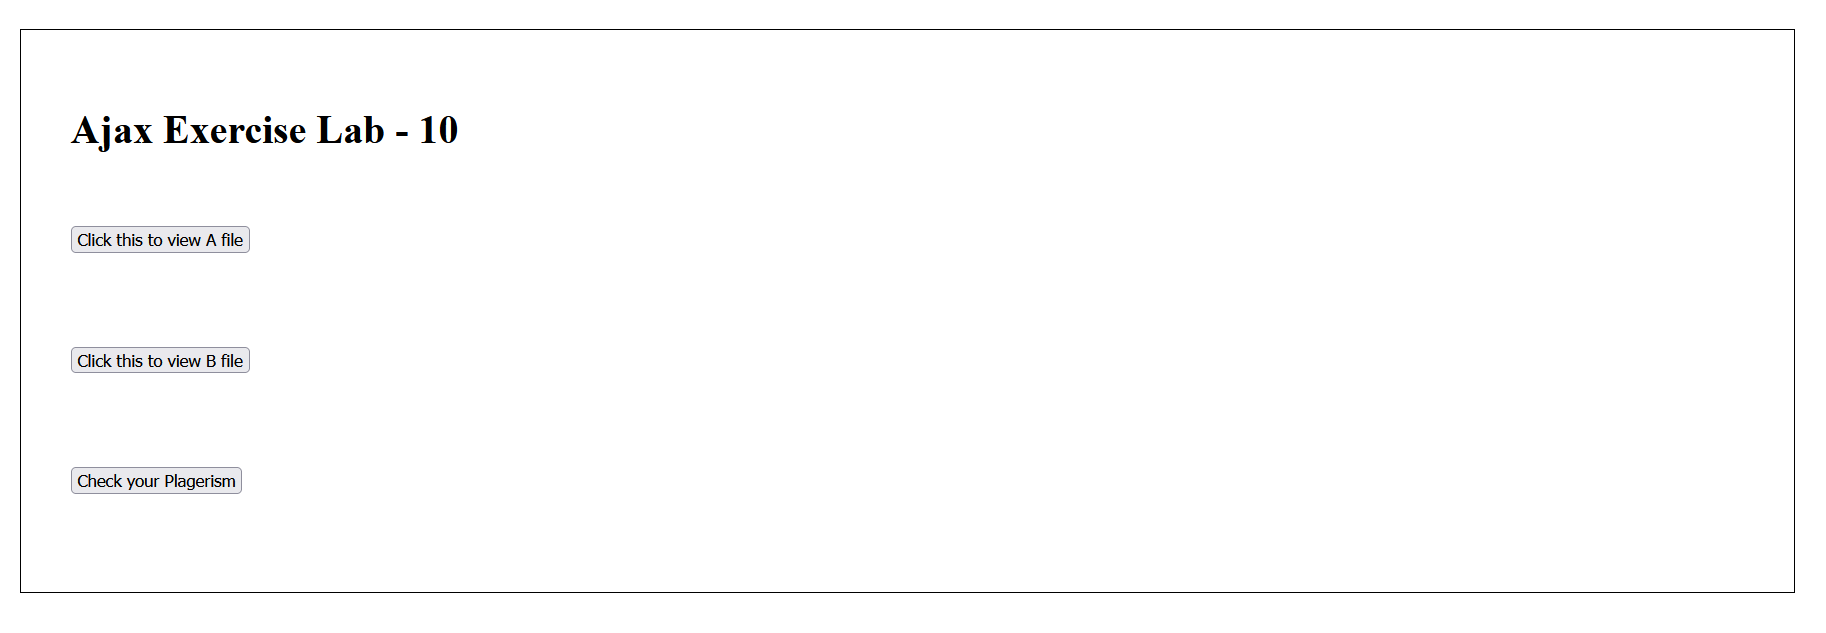 Ajax Exercise Lab - 10
Click this to view A file
Click this to view B file
Check your Plagerism